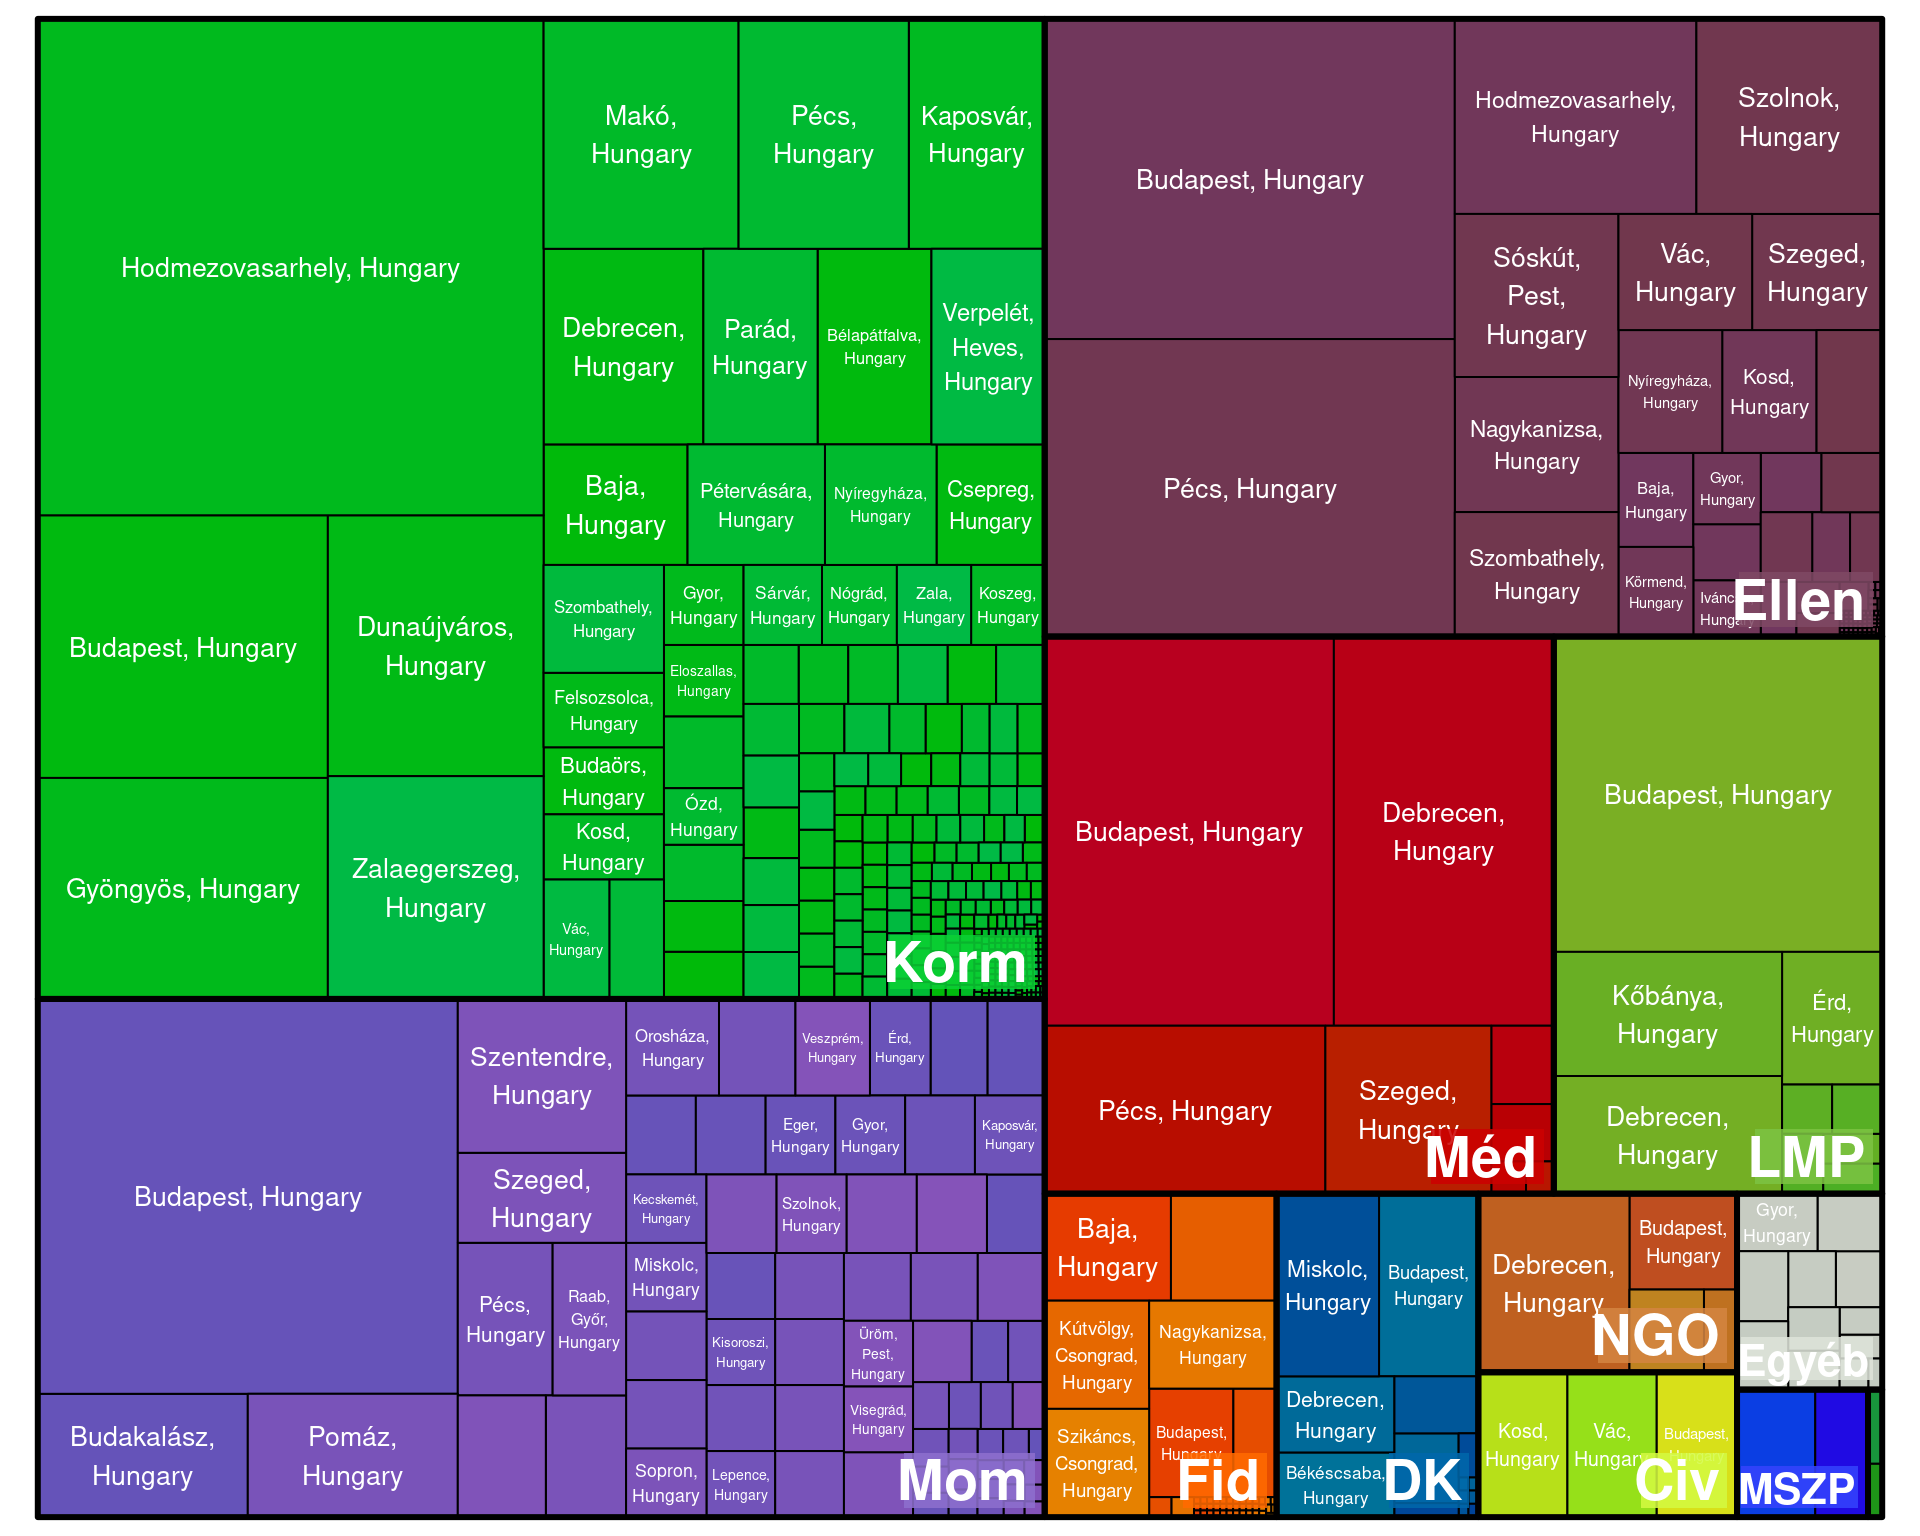 Hodmezovasarhely, Hungary
Budapest, Hungary
Dunaújváros,
Hungary
Gyöngyös, Hungary
Zalaegerszeg,
Hungary
Makó,
Hungary
Pécs,
Hungary
Kaposvár,
Hungary
Debrecen,
Hungary
Parád,
Hungary
Bélapátfalva,
Hungary
Verpelét,
Heves,
Hungary
Baja,
Hungary
Pétervására,
Hungary
Nyíregyháza,
Hungary
Csepreg,
Hungary
Szombathely,
Hungary
Gyor,
Hungary
Sárvár,
Hungary
Nógrád,
Hungary
Zala,
Hungary
Koszeg,
Hungary
Felsozsolca,
Hungary
Eloszallas,
Hungary
Budaörs,
Hungary
Ózd,
Hungary
Kosd,
Hungary
Vác,
Hungary
Korm
Budapest, Hungary
Budakalász,
Hungary
Pomáz,
Hungary
Szentendre,
Hungary
Szeged,
Hungary
Pécs,
Hungary
Raab,
Győr,
Hungary
Orosháza,
Hungary
Veszprém,
Hungary
Érd,
Hungary
Eger,
Hungary
Gyor,
Hungary
Kaposvár,
Hungary
Kecskemét,
Hungary
Szolnok,
Hungary
Miskolc,
Hungary
Kisoroszi,
Hungary
Üröm,
Pest,
Hungary
Visegrád,
Hungary
Sopron,
Hungary
Lepence,
Hungary
Mom
Budapest, Hungary
Pécs, Hungary
Hodmezovasarhely,
Hungary
Szolnok,
Hungary
Sóskút,
Pest,
Hungary
Vác,
Hungary
Szeged,
Hungary
Nyíregyháza,
Hungary
Kosd,
Hungary
Nagykanizsa,
Hungary
Szombathely,
Hungary
Baja,
Hungary
Gyor,
Hungary
Körmend,
Hungary
Ivánc
Hungary
Ellen
Budapest, Hungary
Debrecen,
Hungary
Pécs, Hungary
Szeged,
Hungary
Méd
Budapest, Hungary
Kőbánya,
Hungary
Érd,
Hungary
Debrecen,
Hungary
LMP
Baja,
Hungary
Kútvölgy,
Csongrad,
Hungary
Nagykanizsa,
Hungary
Szikáncs,
Csongrad,
Hungary
Budapest,
Hungary
Fid
Miskolc,
Hungary
Budapest,
Hungary
Debrecen,
Hungary
Békéscsaba,
Hungary
DK
Debrecen,
Hungary
Budapest,
Hungary
NGO
Gyor,
Hungary
Egyéb
Kosd,
Hungary
Vác,
Hungary
Budapest,
Civ
MSZP